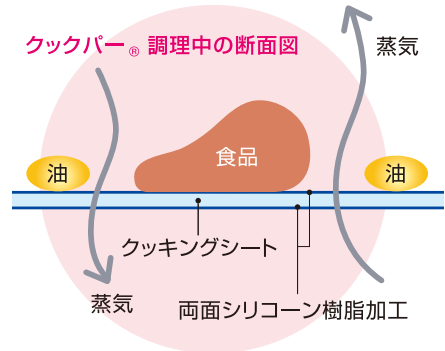 クックパー® 調理中の断面図
蒸気
食品
油
油
クッキングシート
蒸気
両面シリコーン樹脂加工